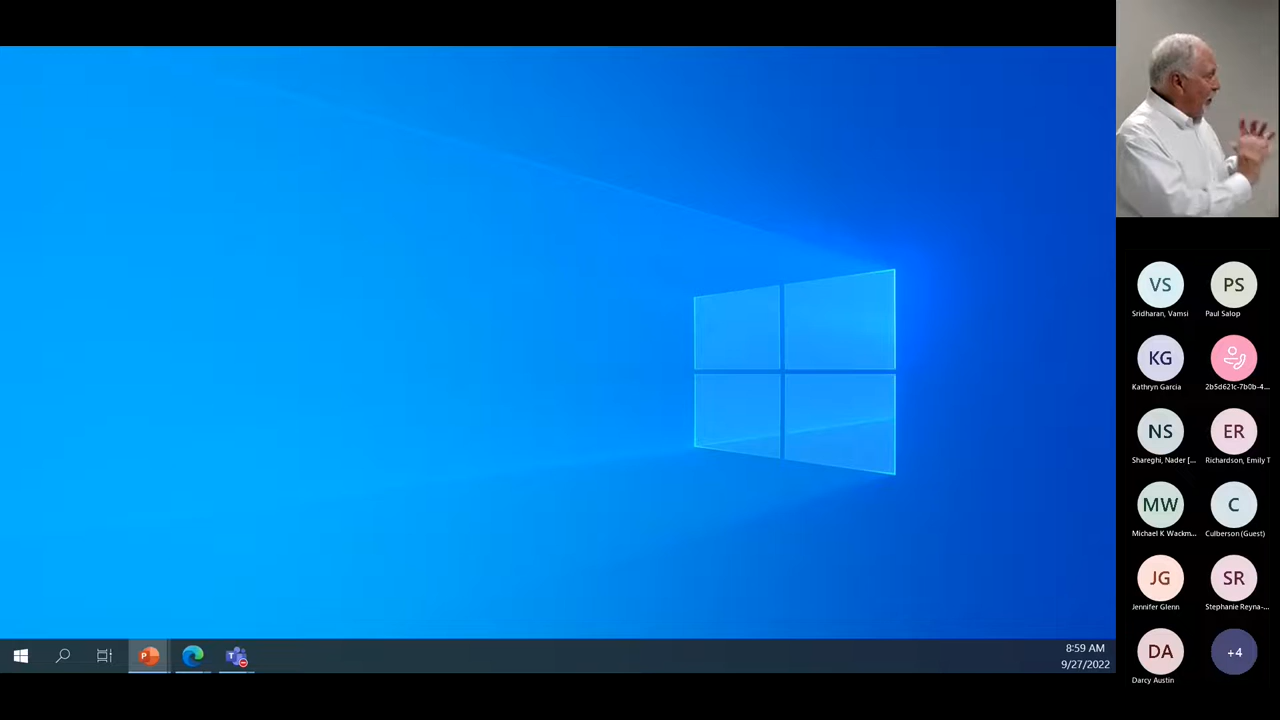 VS
PS
Sridharan, Vamsi
Paul Salop
KG
Kathryn Garcia
2b5d621c-7b0b-4...
NS
ER
Shareghi, Nader [...
Richardson, Emily T
MW
C
Michael K Wackm...
Culberson (Guest)
JG
SR
Jennifer Glenn
Stephanie Reyna-...
DA
+4
Darcy Austin
P
T
8:59 AM
9/27/2022